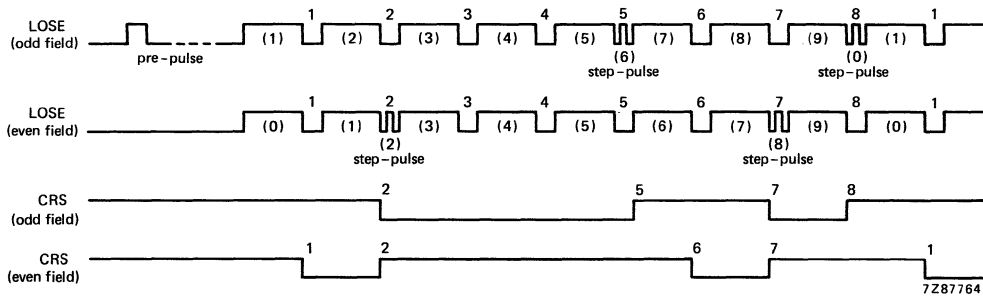 1 2 3 4 5 6 7 8 1
LOSE
(odd field)
(1) (2) (3) (4) (5) (7) (8) (9) (1)
pre-pulse
(6)
step-pulse
(0)
step-pulse
1 2 3 4 5 6 7 8 1
LOSE
(even field)
(0) (1) (3) (4) (5) (6) (7) (9) (0)
(2)
step-pulse
(8)
step-pulse
CRS
(odd field)
2 5 7 8
CRS
(even field)
1 2 6 7 1
7Z87764